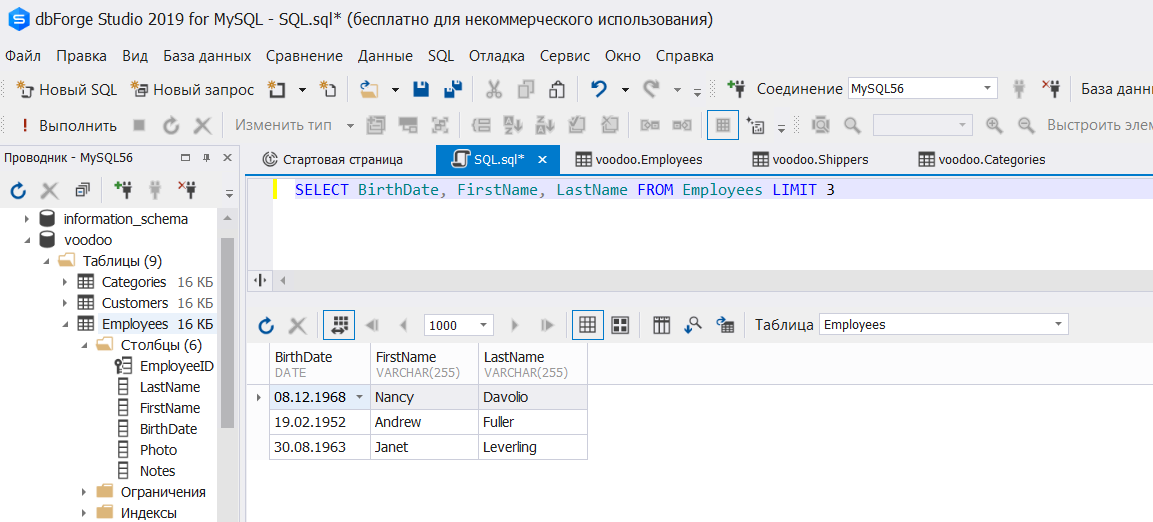 dbForge Studio 2019 for MySQL - SQL.sql* (бесплатно для некоммерческого использования)
Файл Правка Вид База данных Сравнение Данные SQL Отладка Сервис Окно Справка
Новый SQL Новый запрос Соединение MySQL56
Выполнить Изменить тип
Проводник - MySQL56
Стартовая страница SQL.sql* voodoo.Employees voodoo.Shippers voodoo.Categories
SELECT BirthDate, FirstName, LastName FROM Employees LIMIT 3
information_schema
voodoo
Таблицы (9)
Categories 16 КБ
Customers 16 КБ
Employees 16 КБ
Столбцы (6)
EmployeeID
LastName
FirstName
BirthDate
Photo
Notes
Ограничения
Индексы
1000 Таблица Employees
BirthDate FirstName LastName
DATE VARCHAR(255) VARCHAR(255)
08.12.1968 Nancy Davolio
19.02.1952 Andrew Fuller
30.08.1963 Janet Leverling